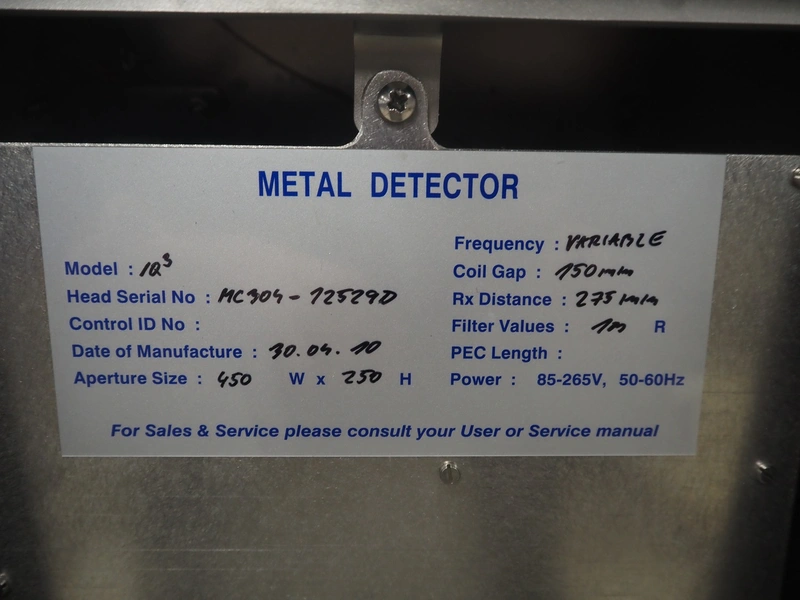 METAL DETECTOR
Model : IQ³
Head Serial No : MC304-12529D
Control ID No :
Date of Manufacture : 30.04.10
Aperture Size : 450 W x 250 H
Frequency : VARIABLE
Coil Gap : 150mm
Rx Distance : 275mm
Filter Values : 1m R
PEC Length :
Power : 85-265V, 50-60Hz
For Sales & Service please consult your User or Service manual